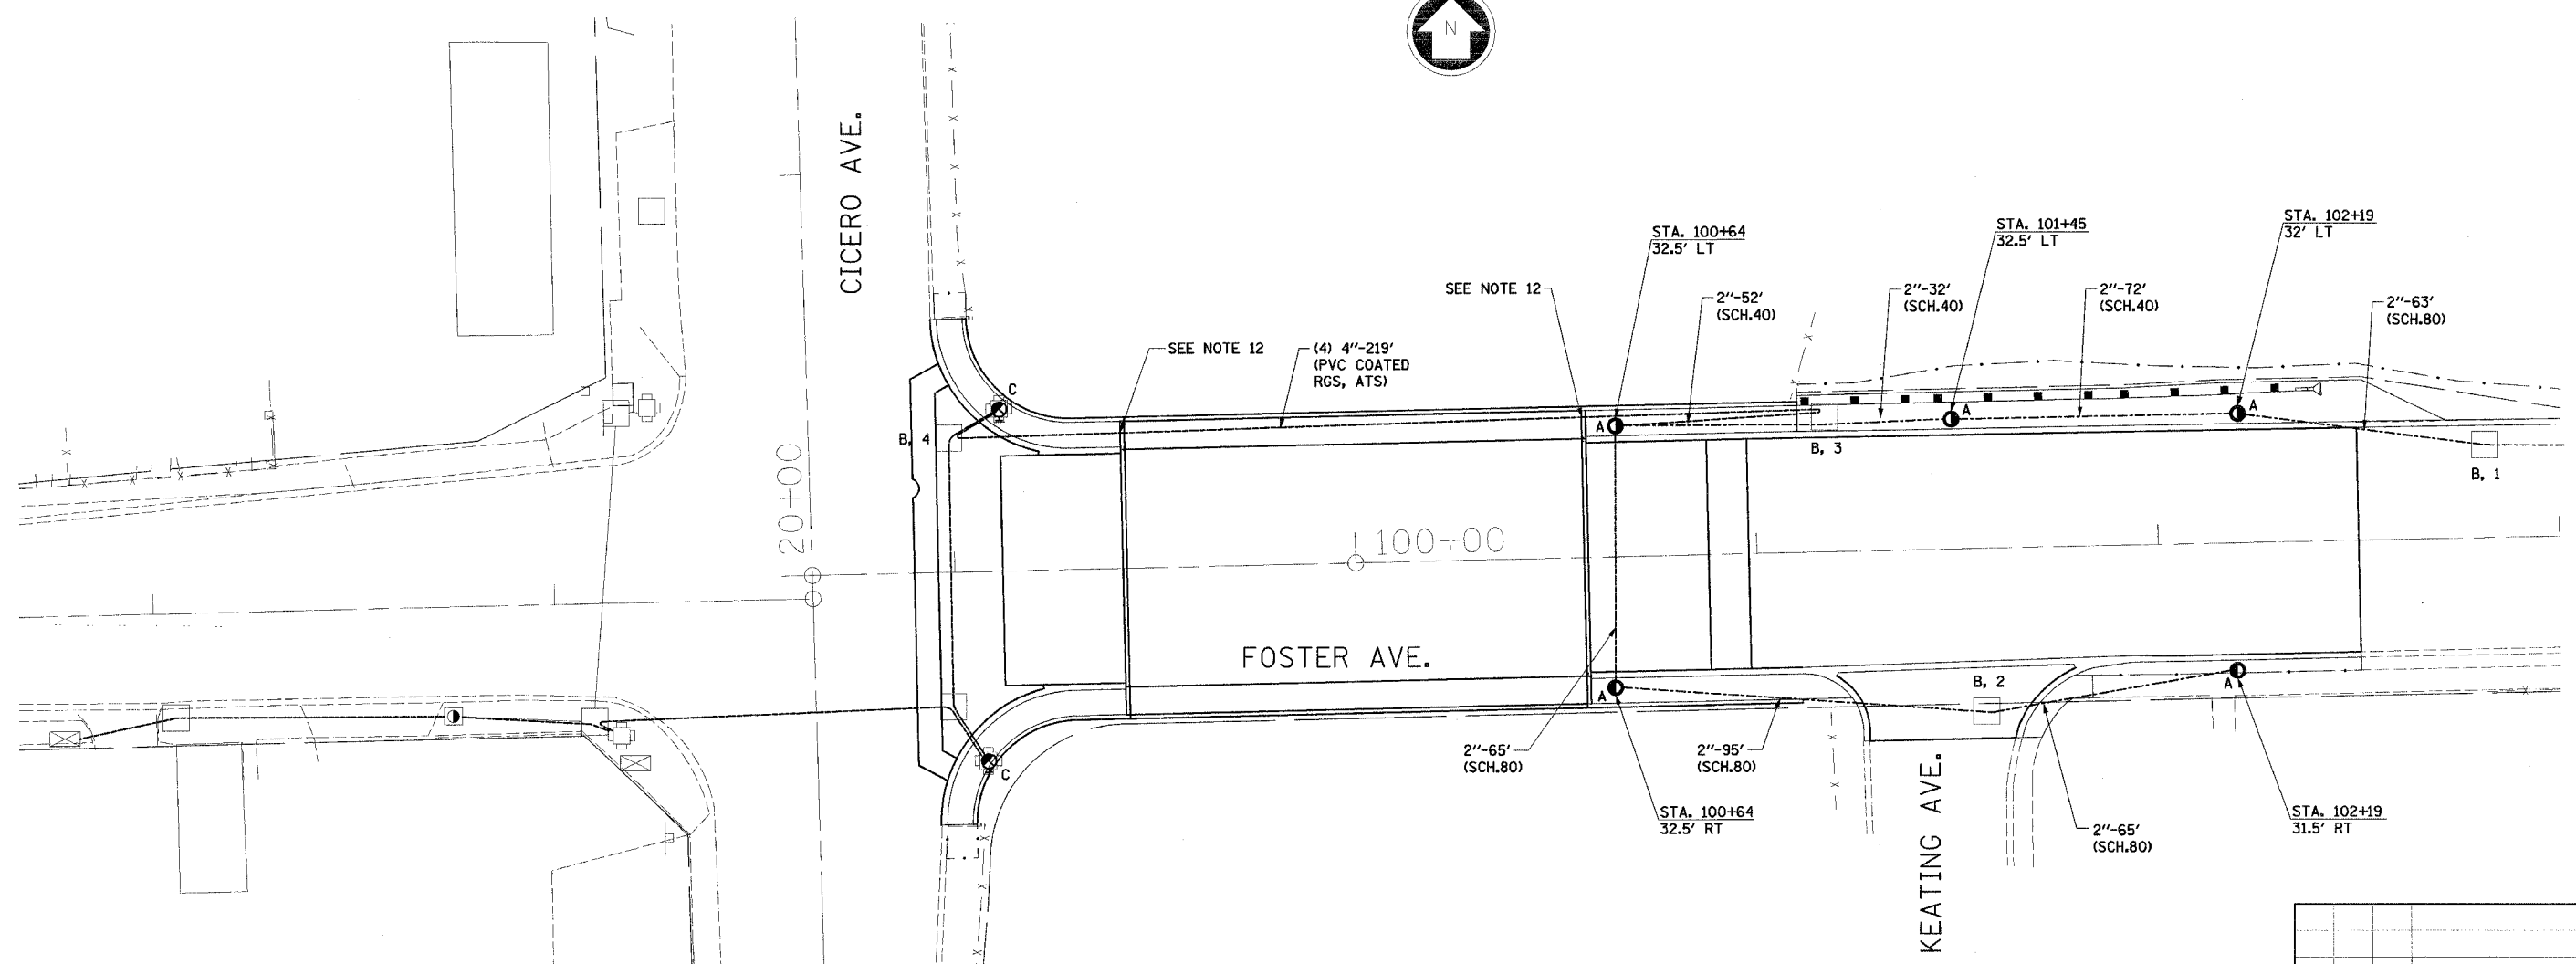 N
CICERO AVE.
STA. 100+64
32.5' LT
STA. 101+45
32.5' LT
STA. 102+19
32' LT
SEE NOTE 12
2"-52'
(SCH.40)
2"-32'
(SCH.40)
2"-72'
(SCH.40)
2"-63'
(SCH.80)
SEE NOTE 12
(4) 4"-219'
(PVC COATED
RGS, ATS)
C
B, 4
A
A
A
B, 3
B, 1
20+00
100+00
FOSTER AVE.
A
B, 2
A
C
2"-65'
(SCH.80)
2"-95'
(SCH.80)
STA. 100+64
32.5' RT
KEATING AVE.
2"-65'
(SCH.80)
STA. 102+19
31.5' RT